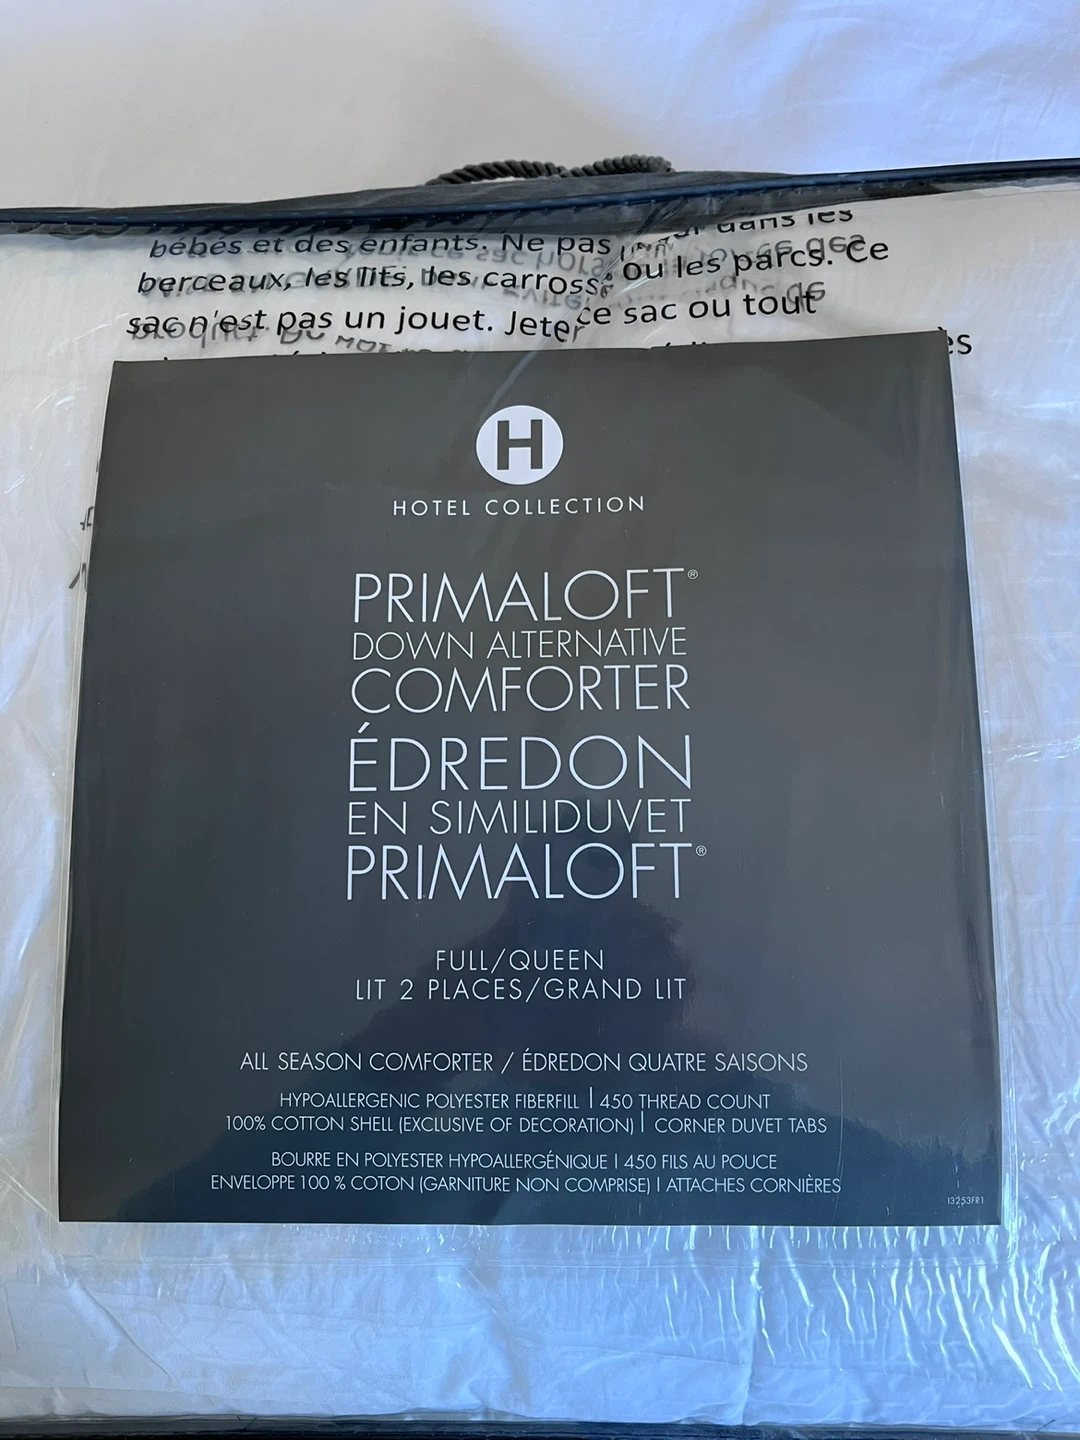 dans les
bébés et des enfants. Ne pas
berceaux, les lits, les carross ou les parcs. Ce
sac n'est pas un jouet. Jeter ce sac ou tout
H
HOTEL COLLECTION
PRIMALOFT®
DOWN ALTERNATIVE
COMFORTER
ÉDREDON
EN SIMILIDUVET
PRIMALOFT®
FULL/QUEEN
LIT 2 PLACES/GRAND LIT
ALL SEASON COMFORTER / ÉDREDON QUATRE SAISONS
HYPOALLERGENIC POLYESTER FIBERFILL | 450 THREAD COUNT
100% COTTON SHELL (EXCLUSIVE OF DECORATION) | CORNER DUVET TABS
BOURRE EN POLYESTER HYPOALLERGÉNIQUE | 450 FILS AU POUCE
ENVELOPPE 100 % COTON (GARNITURE NON COMPRISE) | ATTACHES CORNIÈRES
13253FR1